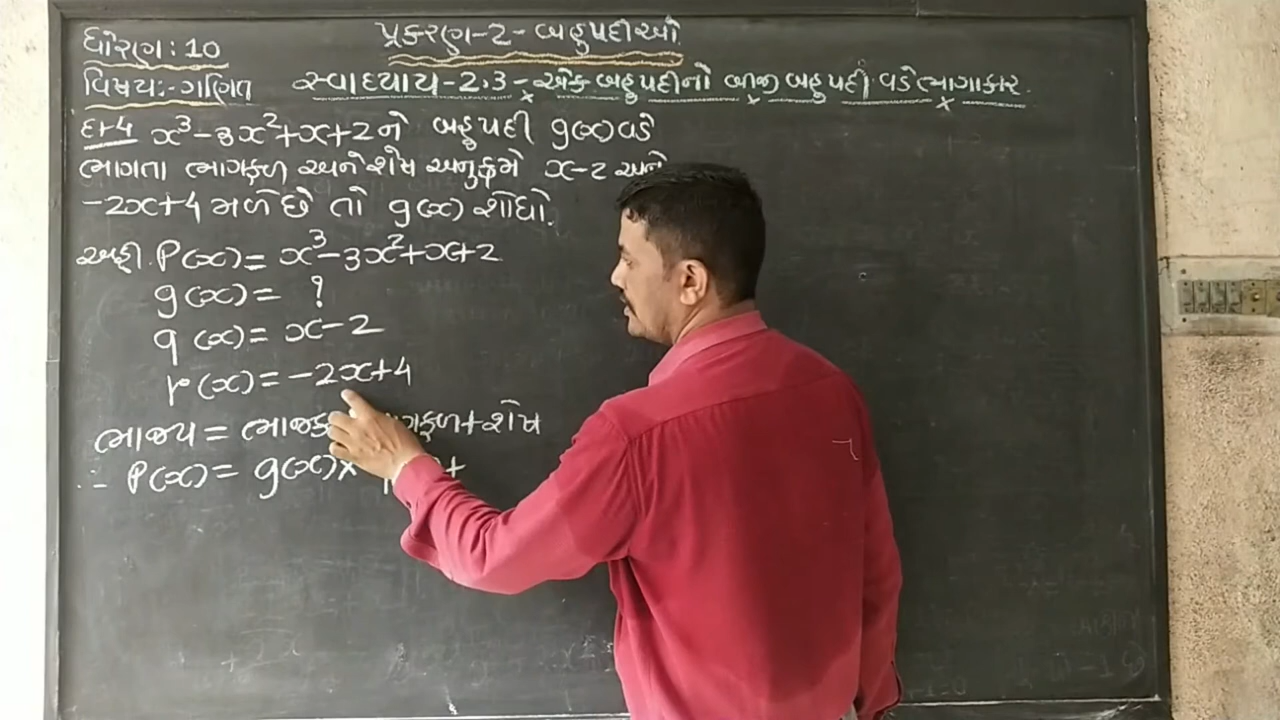 ધોરણ: 10
પ્રકરણ-2-બહુપદીઓ
વિષય:-ગણિત
સ્વાધ્યાય-2.3-એક બહુપદીનો બીજી બહુપદી વડે ભાગાકાર
દા-4 x³-3x²+x+2ને બહુપદી g(x) વડે
ભાગતા ભાગફળ અને શેષ અનુક્રમે x-2 અને
-2x+4 મળે છે તો g(x) શોધો.
અહી. P(x)= x³-3x²+x+2
g(x)= ?
q(x)= x-2
r(x)=-2x+4
ભાજ્ય = ભાજક +શેષ
∴ P(x)= g(x)× +